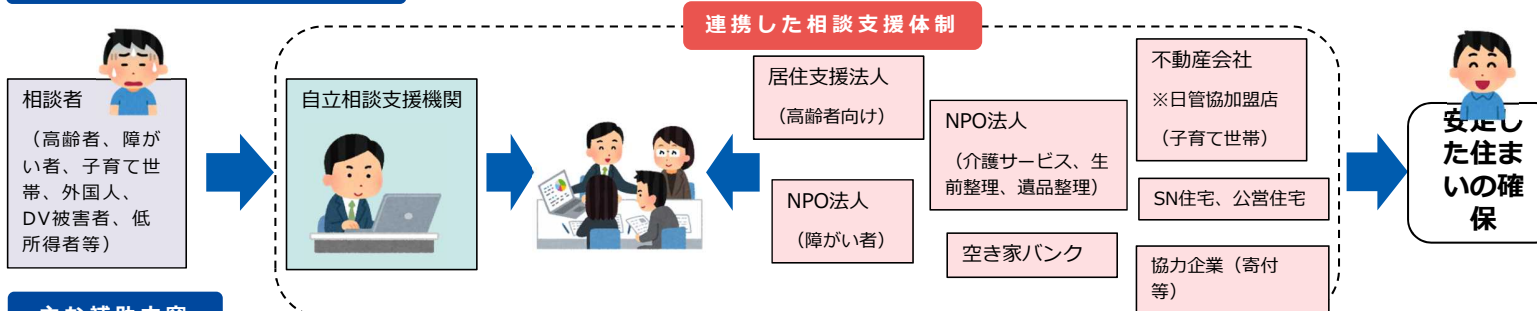 連携した相談支援体制
相談者
（高齢者、障が
い者、子育て世
帯、外国人、
DV被害者、低
所得者等）
自立相談支援機関
居住支援法人
（高齢者向け）
NPO法人
（障がい者）
NPO法人
（介護サービス、生
前整理、遺品整理）
空き家バンク
不動産会社
※日管協加盟店
（子育て世帯）
SN住宅、公営住宅
協力企業（寄付
等）
安定し
た住ま
いの確
保